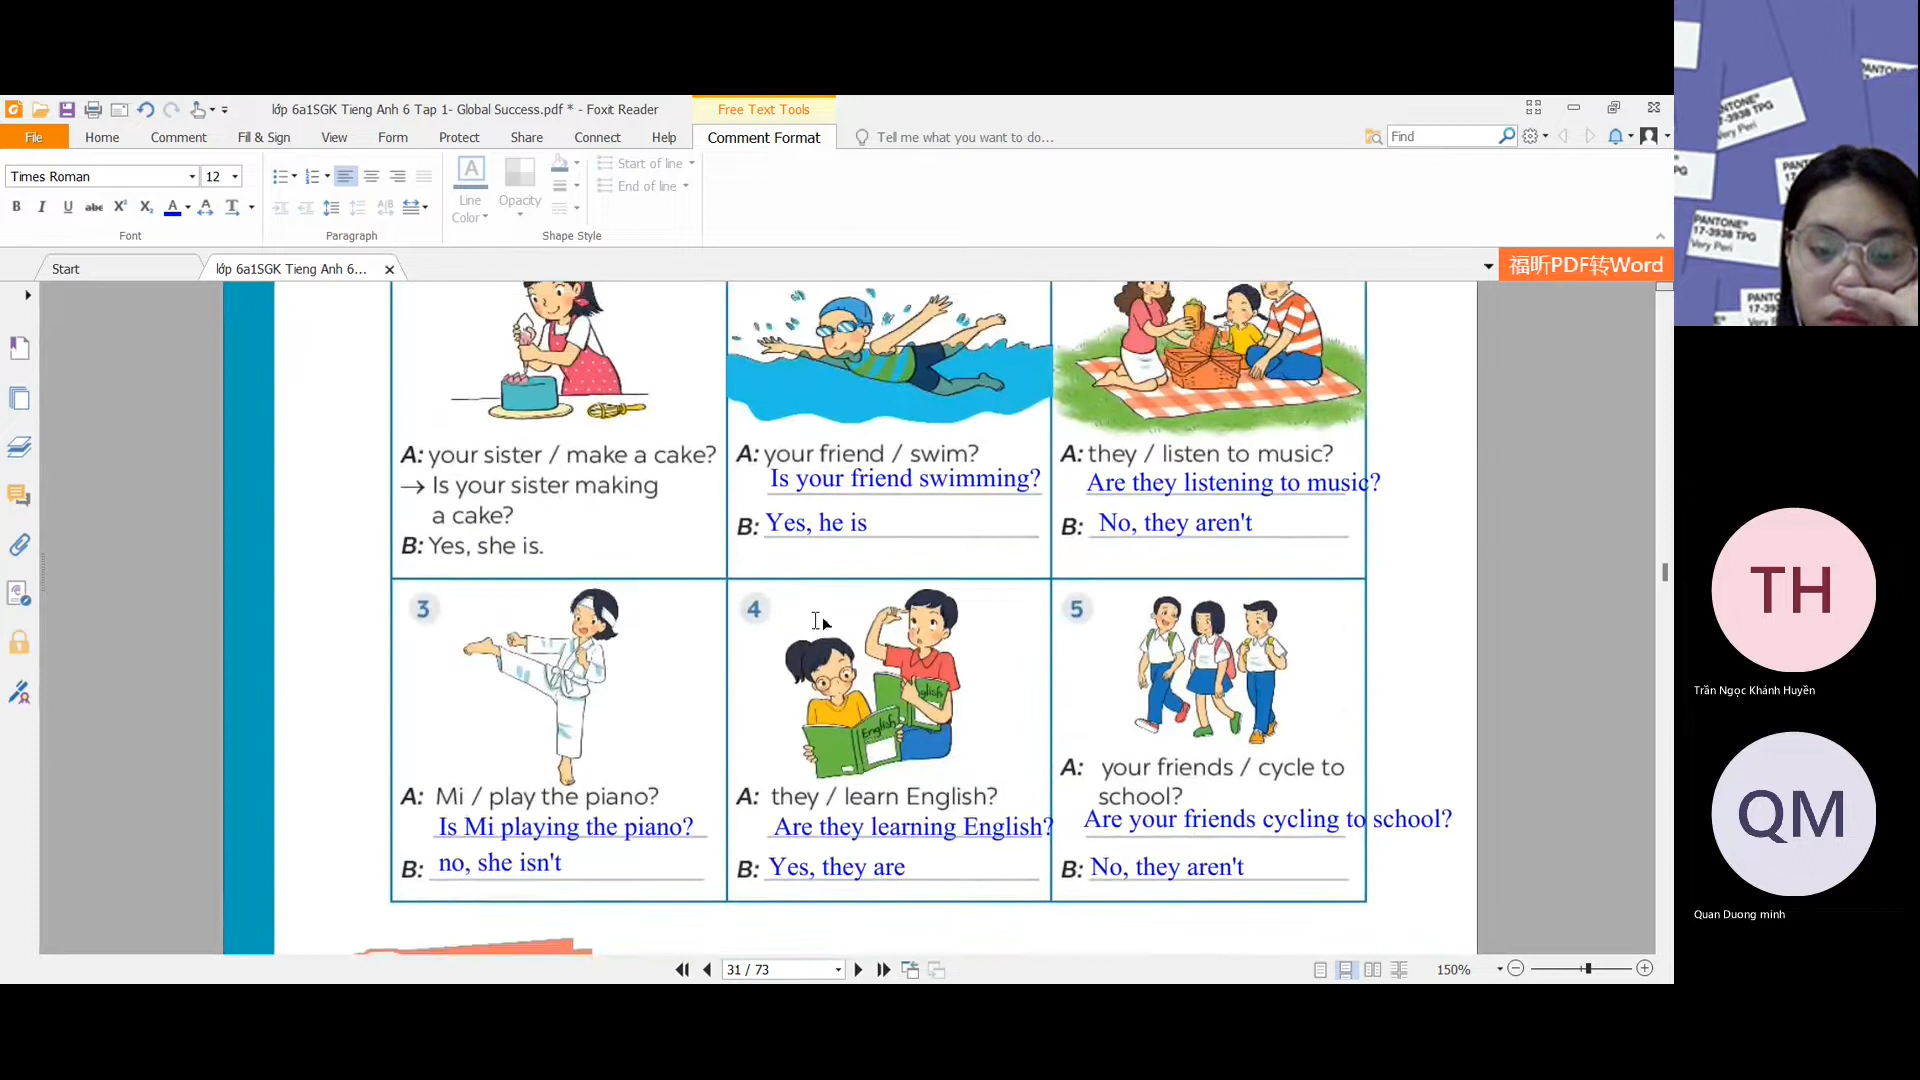 lớp 6a1SGK Tieng Anh 6 Tap 1- Global Success.pdf * - Foxit Reader
Free Text Tools
File
Home
Comment
Fill & Sign
View
Form
Protect
Share
Connect
Help
Comment Format
Tell me what you want to do...
Find
Times Roman
12
Line
Color
Opacity
Start of line
End of line
Font
Paragraph
Shape Style
Start
lớp 6a1SGK Tieng Anh 6...
福昕PDF转Word
A: your sister / make a cake?
→ Is your sister making
a cake?
B: Yes, she is.
A: your friend / swim?
Is your friend swimming?
B: Yes, he is
A: they / listen to music?
Are they listening to music?
B: No, they aren't
3
A: Mi / play the piano?
Is Mi playing the piano?
B: no, she isn't
4
English
A: they / learn English?
Are they learning English?
B: Yes, they are
5
A: your friends / cycle to
school?
Are your friends cycling to school?
B: No, they aren't
31 / 73
150%
PANTONE®
17-3938 TPG
Very Peri
TH
Trần Ngọc Khánh Huyền
QM
Quan Duong minh